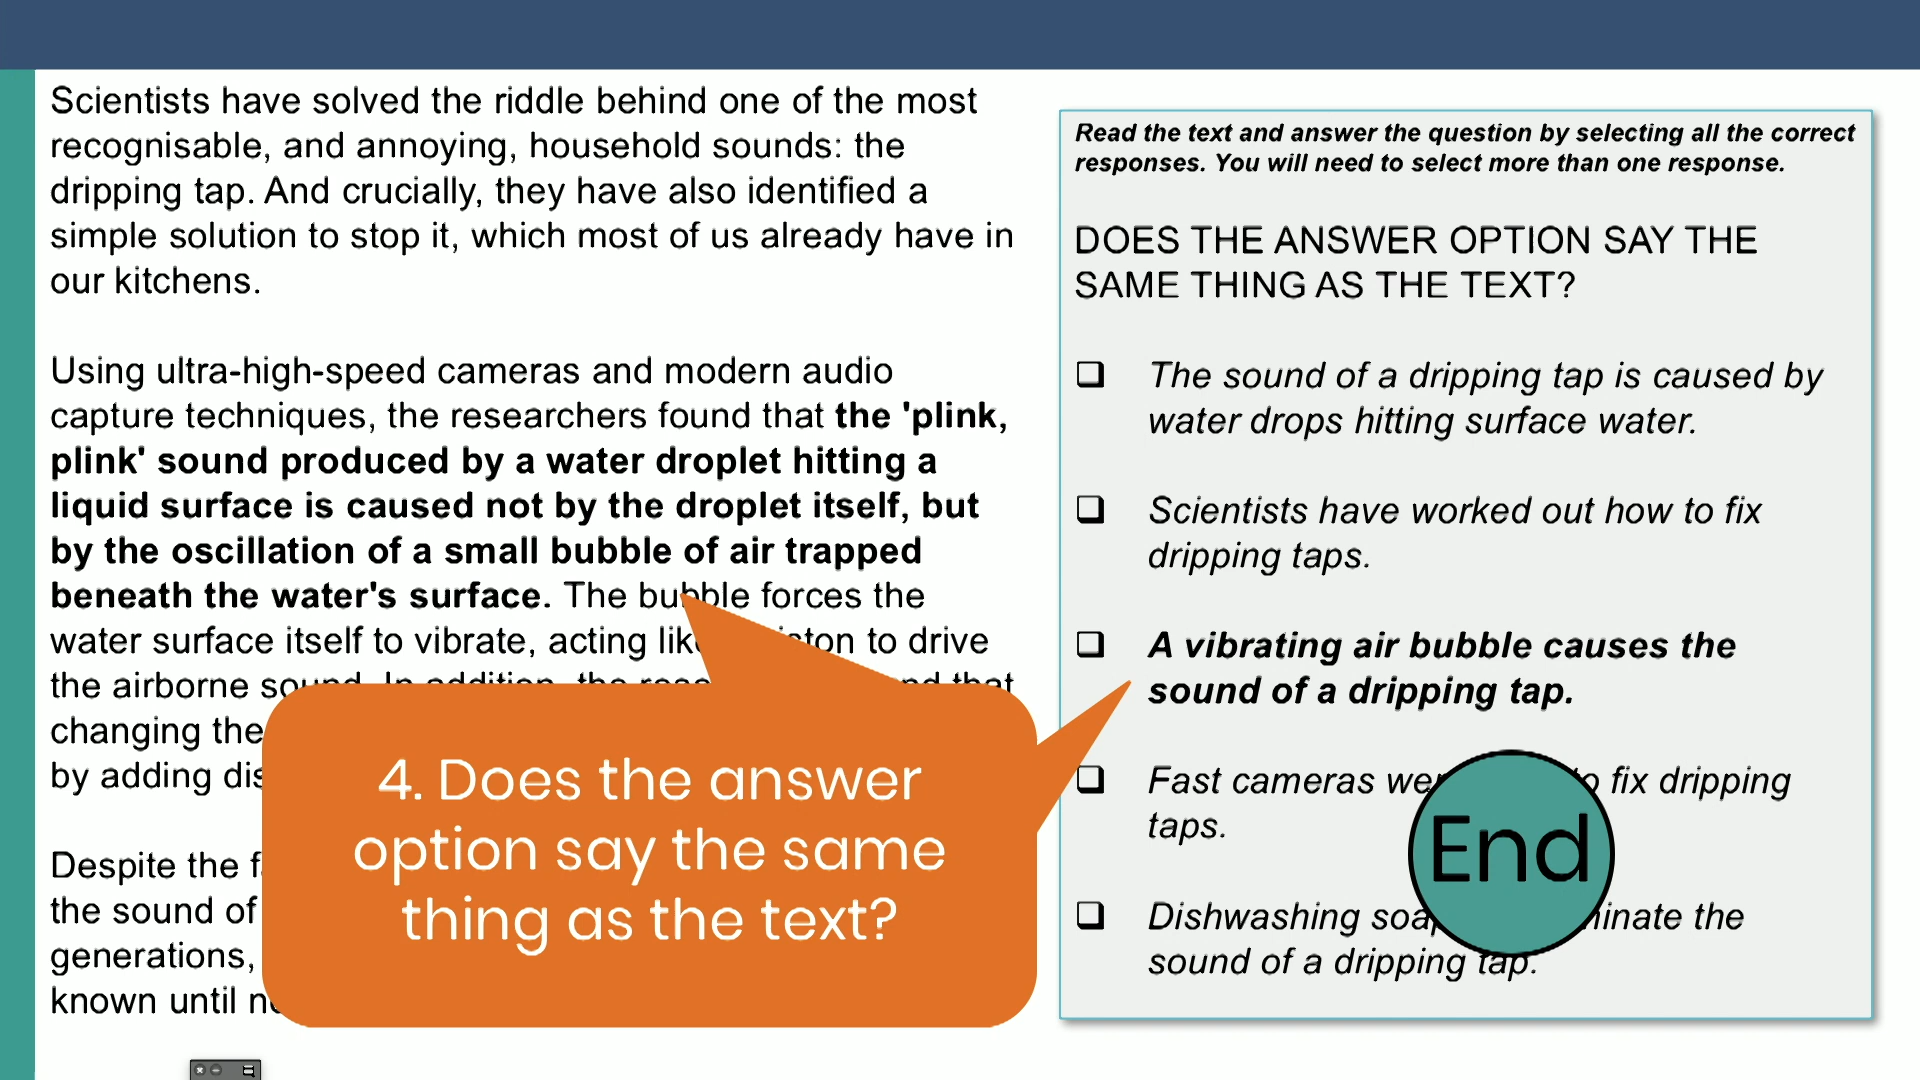 Scientists have solved the riddle behind one of the most
recognisable, and annoying, household sounds: the
dripping tap. And crucially, they have also identified a
simple solution to stop it, which most of us already have in
our kitchens.
Using ultra-high-speed cameras and modern audio
capture techniques, the researchers found that the 'plink,
plink' sound produced by a water droplet hitting a
liquid surface is caused not by the droplet itself, but
by the oscillation of a small bubble of air trapped
beneath the water's surface. The bubble forces the
water surface itself to vibrate, acting to drive
the airborne
changing the
by adding
Despite the
the sound of
generations,
known until
4. Does the answer
option say the same
thing as the text?
Read the text and answer the question by selecting all the correct
responses. You will need to select more than one response.
DOES THE ANSWER OPTION SAY THE
SAME THING AS THE TEXT?
The sound of a dripping tap is caused by
water drops hitting surface water.
Scientists have worked out how to fix
dripping taps.
A vibrating air bubble causes the
sound of a dripping tap.
Fast cameras fix dripping
taps.
Dishwashing the
sound of a dripping tap.
End